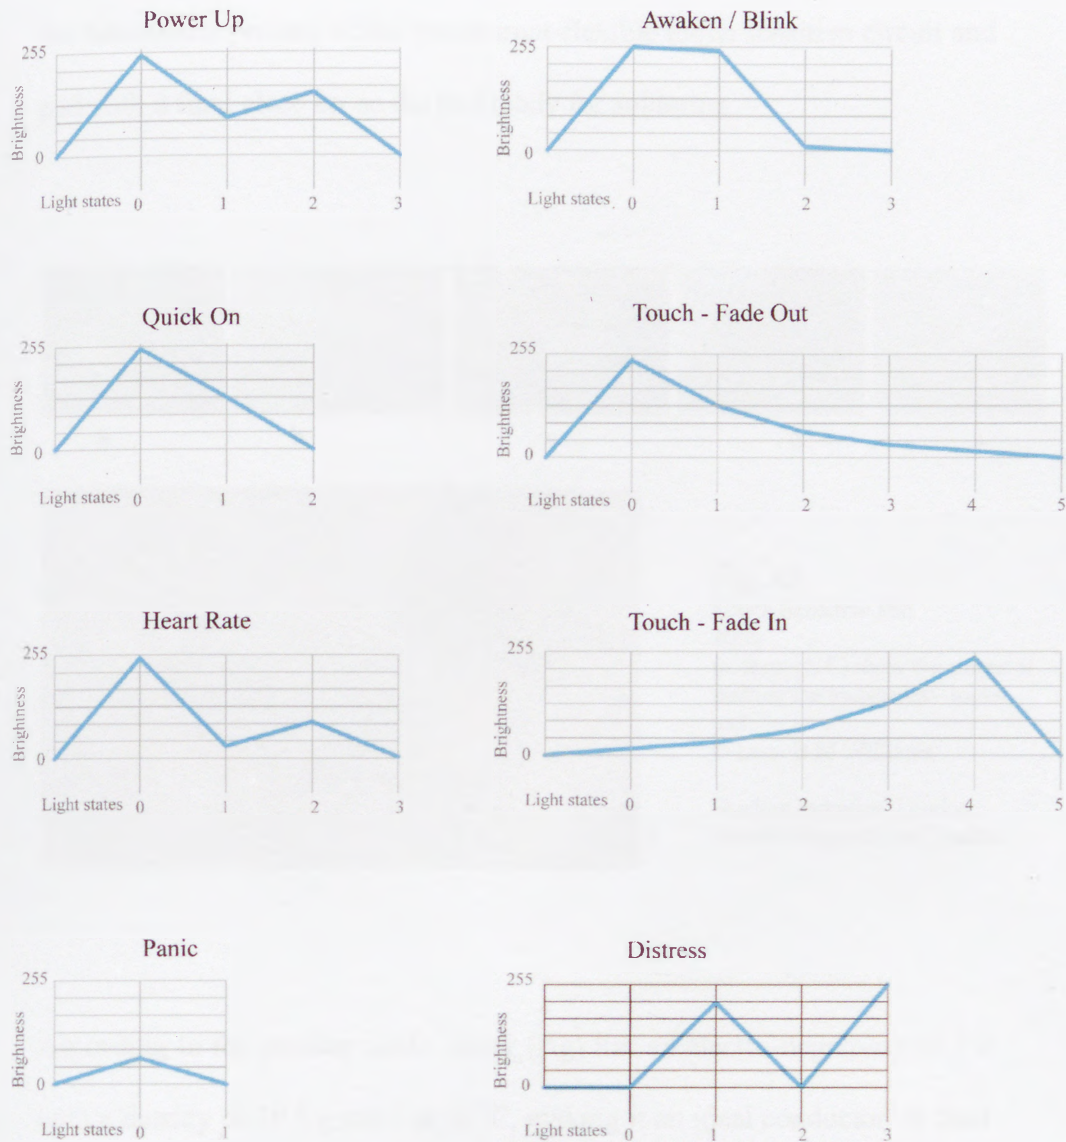 Power Up
255
Brightness
0
Light states 0 1 2 3
Awaken / Blink
255
Brightness
0
Light states 0 1 2 3
Quick On
255
Brightness
0
Light states 0 1 2
Touch - Fade Out
255
Brightness
0
Light states 0 1 2 3 4 5
Heart Rate
255
Brightness
0
Light states 0 1 2 3
Touch - Fade In
255
Brightness
0
Light states 0 1 2 3 4 5
Panic
255
Brightness
0
Light states 0 1
Distress
255
Brightness
0
Light states 0 1 2 3